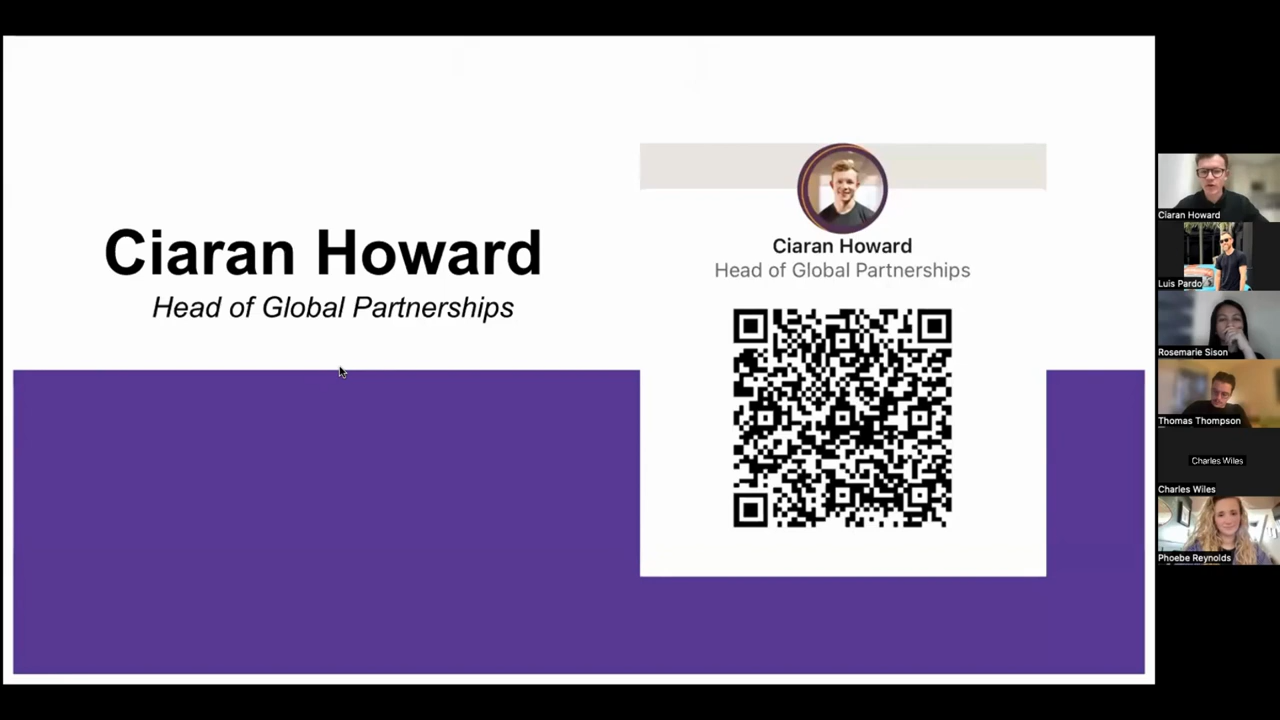 Ciaran Howard
Head of Global Partnerships
Ciaran Howard
Head of Global Partnerships
Ciaran Howard
Luis Pardo
Rosemarie Sison
Thomas Thompson
Charles Wiles
Charles Wiles
Phoebe Reynolds